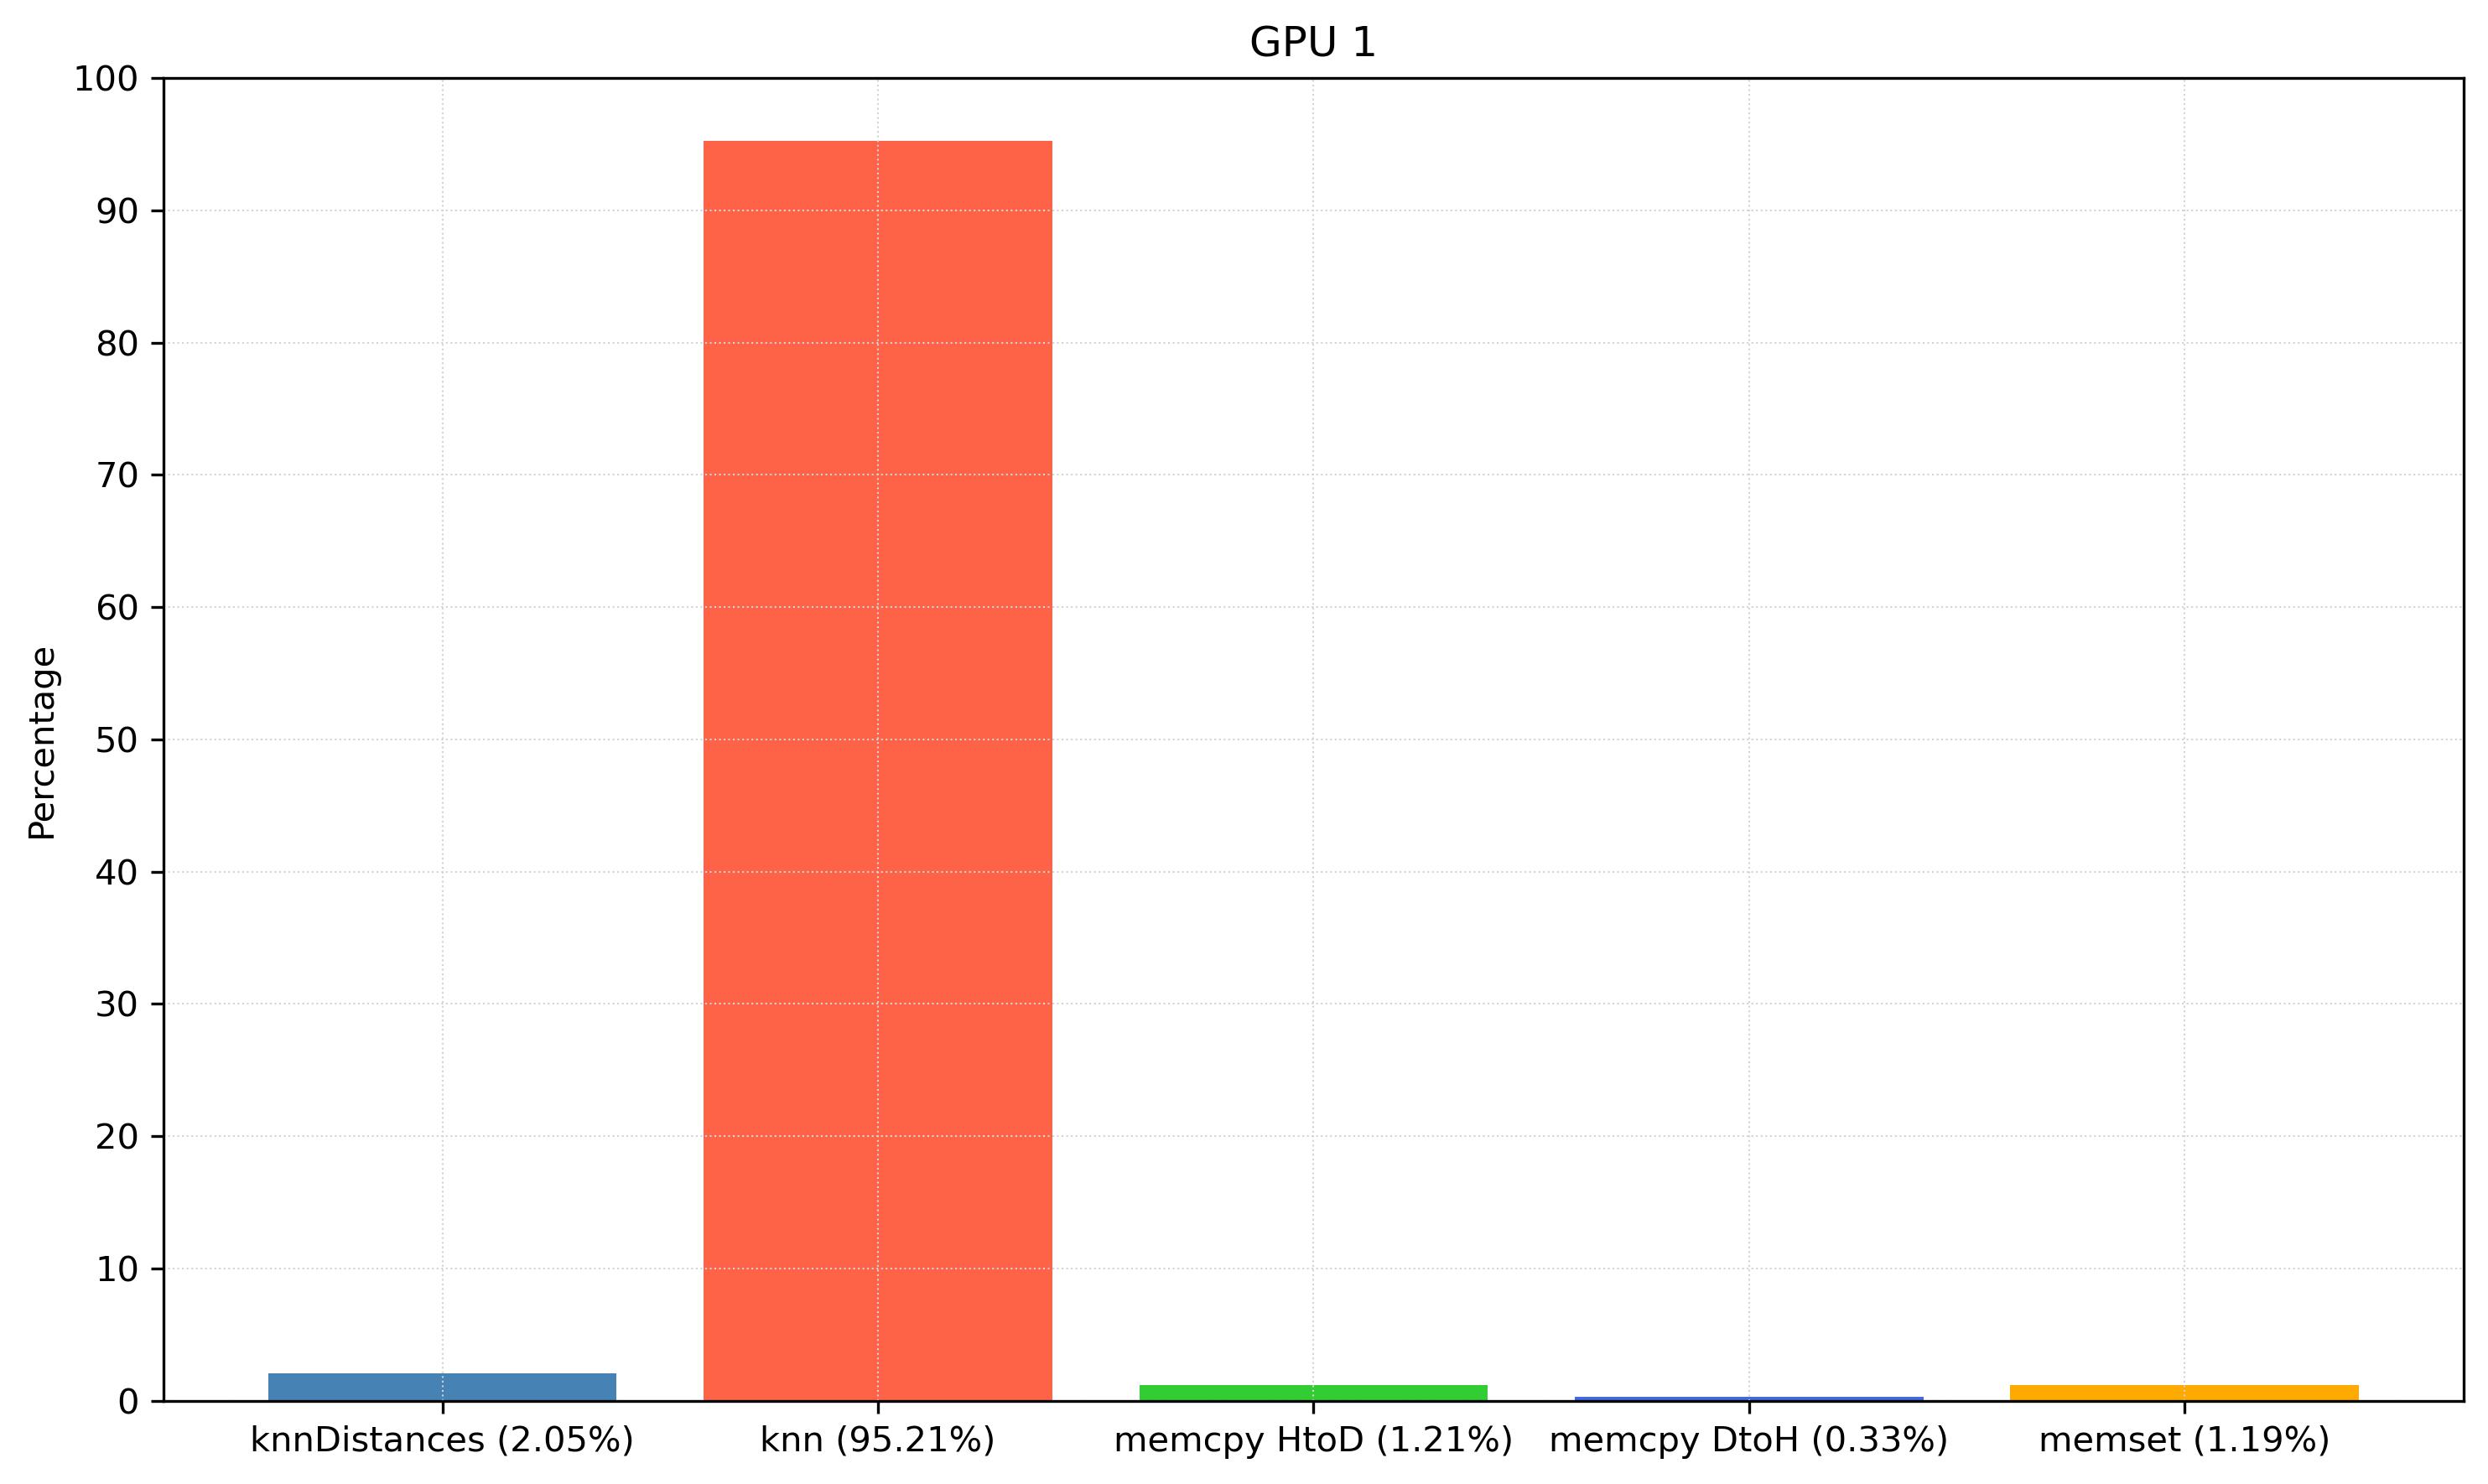 GPU 1
100
90
80
70
60
50
40
30
20
10
0
Percentage
knnDistances (2.05%)
knn (95.21%)
memcpy HtoD (1.21%)
memcpy DtoH (0.33%)
memset (1.19%)